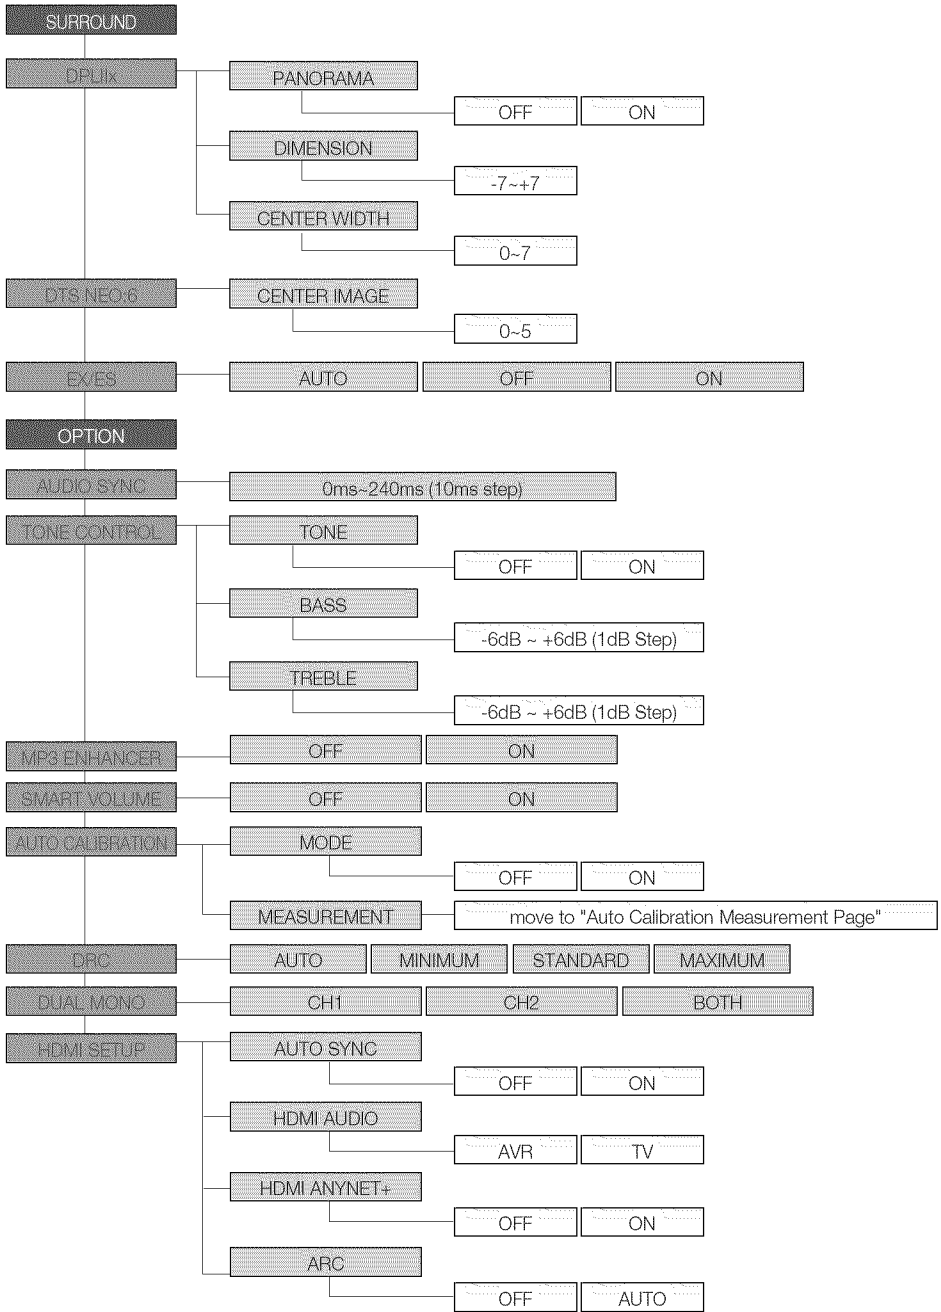 SURROUND
DPLIIx
PANORAMA
OFF ON
DIMENSION
-7~+7
CENTER WIDTH
0~7
DTS NEO:6 CENTER IMAGE
0~5
EX/ES AUTO OFF ON
OPTION
AUDIO SYNC 0ms~240ms (10ms step)
TONE CONTROL TONE
OFF ON
BASS
-6dB ~ +6dB (1dB Step)
TREBLE
-6dB ~ +6dB (1dB Step)
MP3 ENHANCER OFF ON
SMART VOLUME OFF ON
AUTO CALIBRATION MODE
OFF ON
MEASUREMENT move to "Auto Calibration Measurement Page"
DRC AUTO MINIMUM STANDARD MAXIMUM
DUAL MONO CH1 CH2 BOTH
HDMI SETUP AUTO SYNC
OFF ON
HDMI AUDIO
AVR TV
HDMI ANYNET+
OFF ON
ARC
OFF AUTO